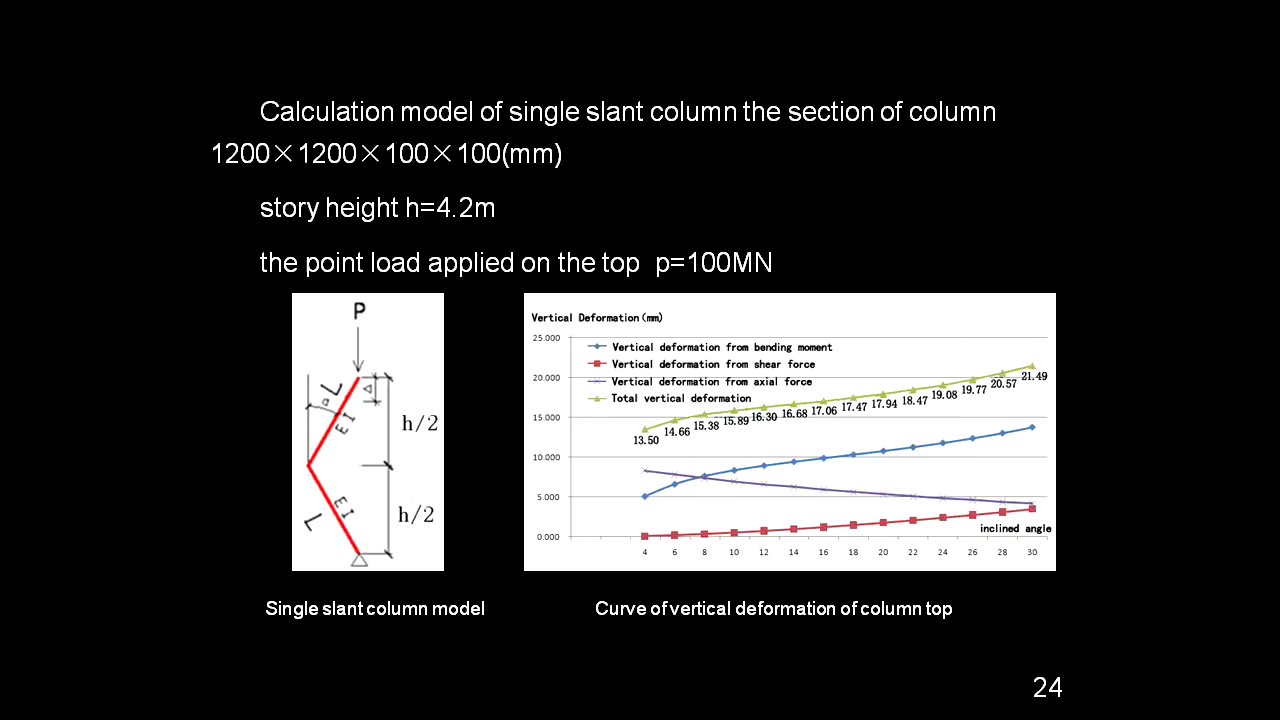 Calculation model of single slant column the section of column
1200×1200×100×100(mm)
story height h=4.2m
the point load applied on the top p=100MN
P
L
Δ
α
EI
h/2
EI
L
h/2
Vertical Deformation(mm)
25.000
20.000
15.000
10.000
5.000
0.000
Vertical deformation from bending moment
Vertical deformation from shear force
Vertical deformation from axial force
Total vertical deformation
13.50 14.66 15.38 15.89 16.30 16.68 17.06 17.47 17.94 18.47 19.08 19.77 20.57 21.49
inclined angle
4 6 8 10 12 14 16 18 20 22 24 26 28 30
Single slant column model
Curve of vertical deformation of column top
24